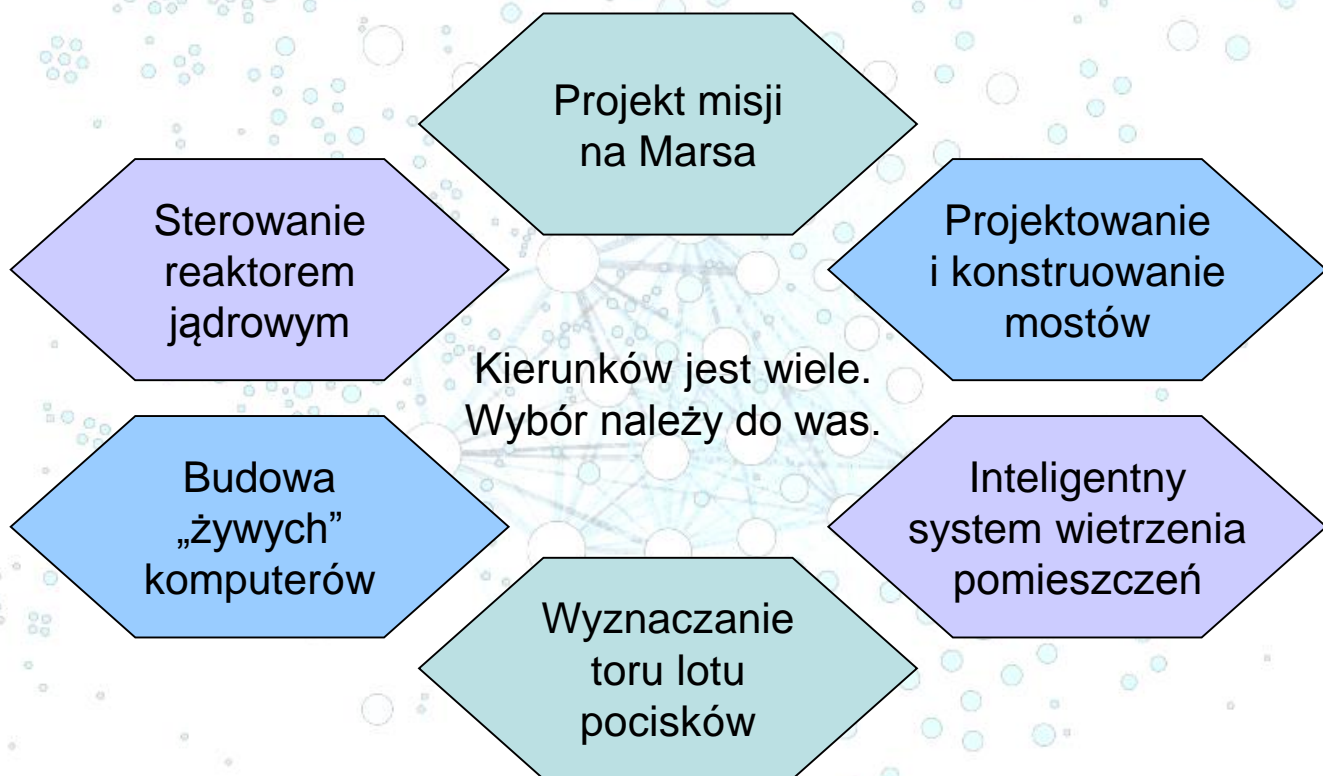 Projekt misji
na Marsa
Sterowanie
reaktorem
jądrowym
Projektowanie
i konstruowanie
mostów
Kierunków jest wiele.
Wybór należy do was.
Budowa
„żywych”
komputerów
Inteligentny
system wietrzenia
pomieszczeń
Wyznaczanie
toru lotu
pocisków